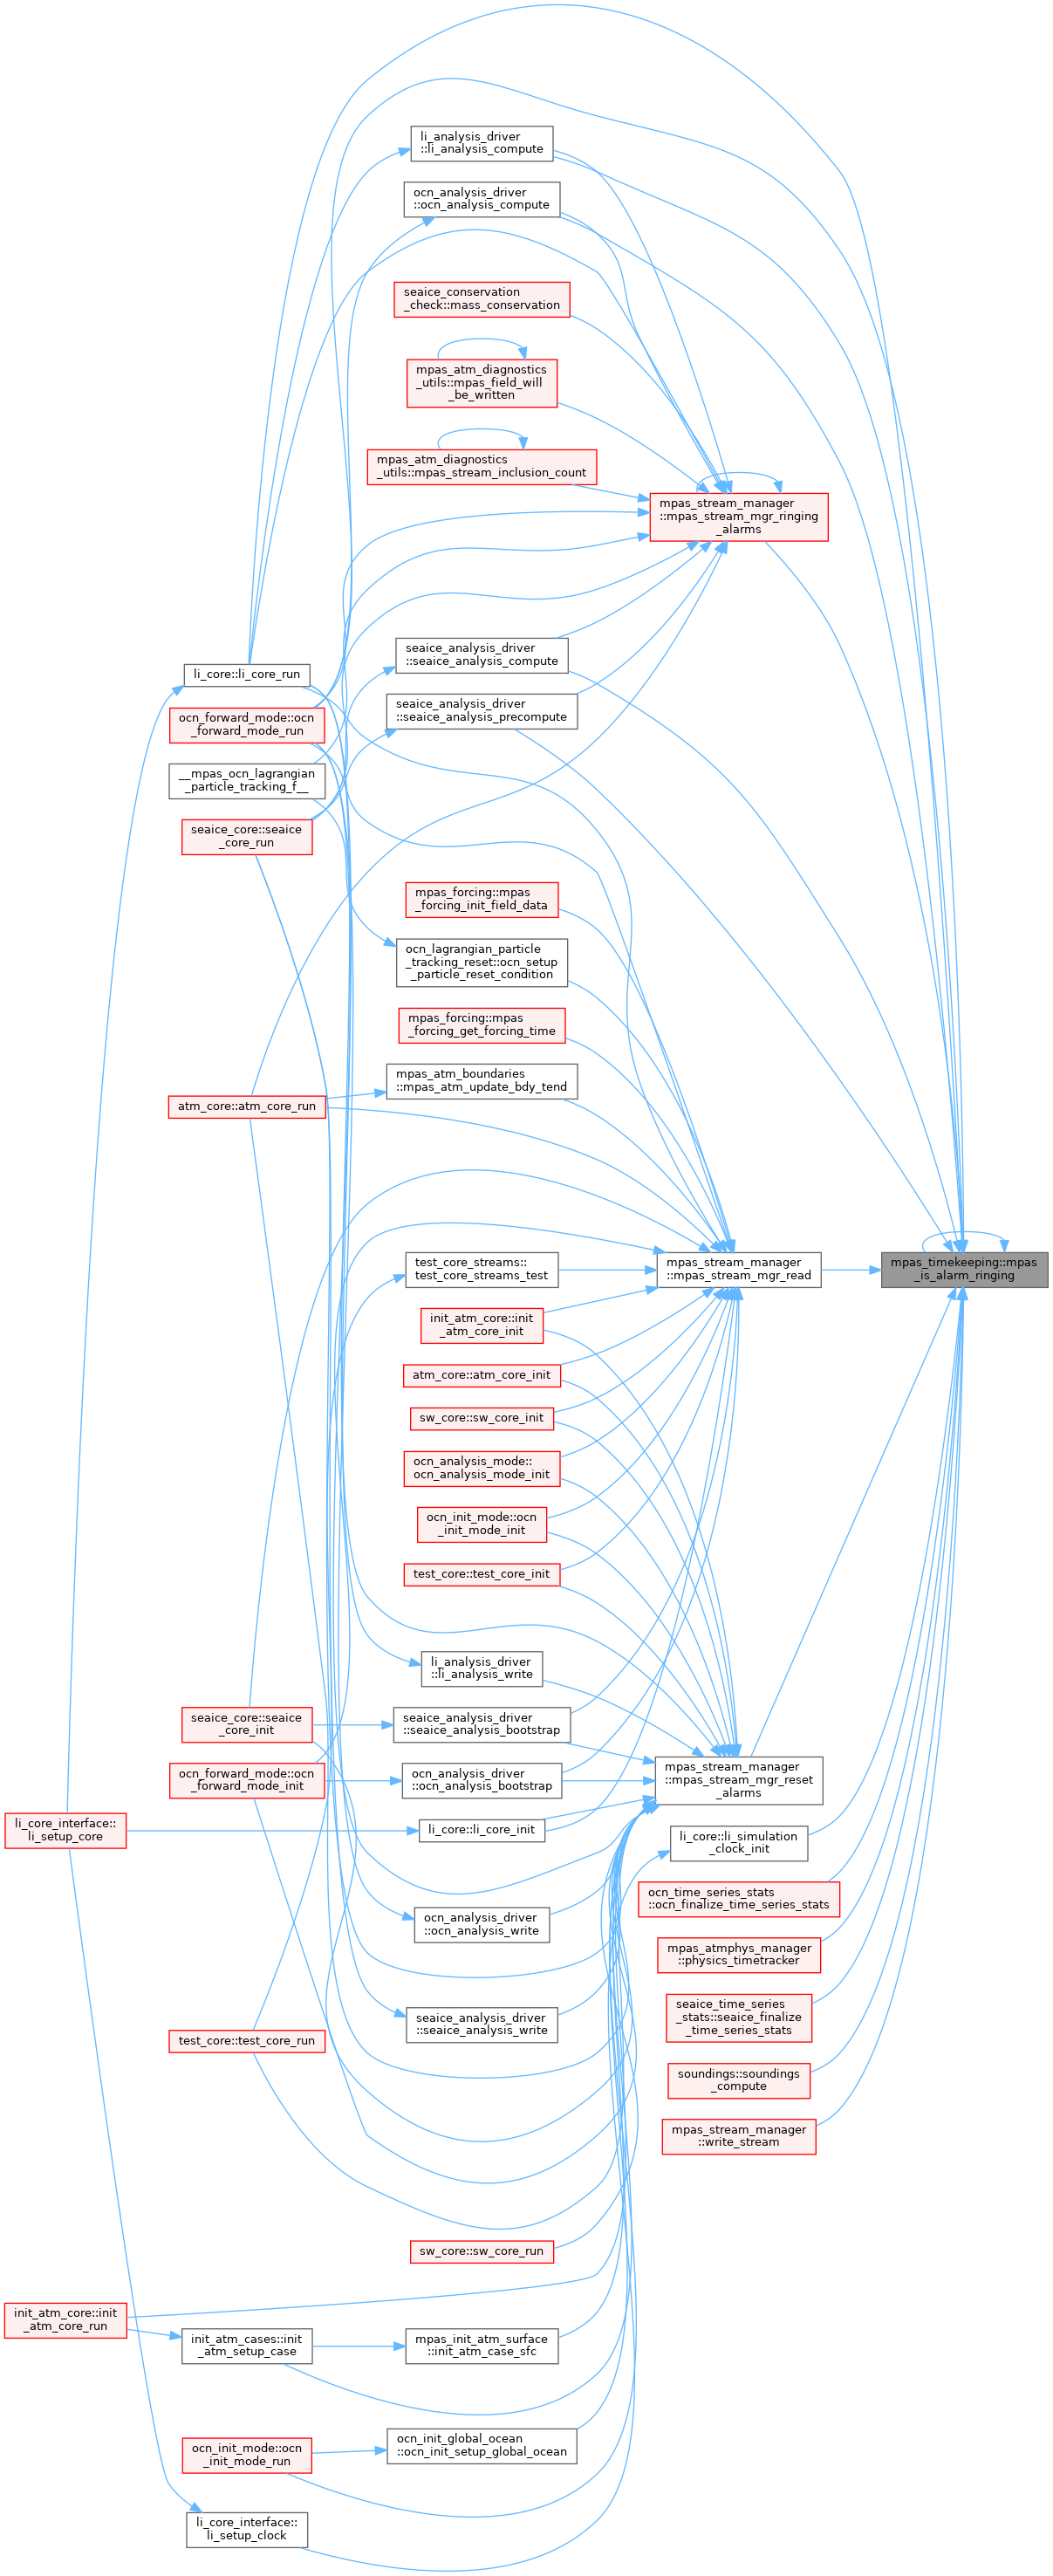 li_analysis_driver
::li_analysis_compute
ocn_analysis_driver
::ocn_analysis_compute
seaice_conservation
_check::mass_conservation
mpas_atm_diagnostics
_utils::mpas_field_will
_be_written
mpas_atm_diagnostics
_utils::mpas_stream_inclusion_count
mpas_stream_manager
::mpas_stream_mgr_ringing
_alarms
seaice_analysis_driver
::seaice_analysis_compute
li_core::li_core_run
seaice_analysis_driver
::seaice_analysis_precompute
ocn_forward_mode::ocn
_forward_mode_run
__mpas_ocn_lagrangian
_particle_tracking_f__
seaice_core::seaice
_core_run
mpas_forcing::mpas
_forcing_init_field_data
ocn_lagrangian_particle
_tracking_reset::ocn_setup
_particle_reset_condition
mpas_forcing::mpas
_forcing_get_forcing_time
mpas_atm_boundaries
::mpas_atm_update_bdy_tend
atm_core::atm_core_run
test_core_streams::
test_core_streams_test
mpas_stream_manager
::mpas_stream_mgr_read
mpas_timekeeping::mpas
_is_alarm_ringing
init_atm_core::init
_atm_core_init
atm_core::atm_core_init
sw_core::sw_core_init
ocn_analysis_mode::
ocn_analysis_mode_init
ocn_init_mode::ocn
_init_mode_init
test_core::test_core_init
li_analysis_driver
::li_analysis_write
seaice_core::seaice
_core_init
seaice_analysis_driver
::seaice_analysis_bootstrap
ocn_forward_mode::ocn
_forward_mode_init
ocn_analysis_driver
::ocn_analysis_bootstrap
mpas_stream_manager
::mpas_stream_mgr_reset
_alarms
li_core_interface::
li_setup_core
li_core::li_core_init
li_core::li_simulation
_clock_init
ocn_time_series_stats
::ocn_finalize_time_series_stats
ocn_analysis_driver
::ocn_analysis_write
mpas_atmphys_manager
::physics_timetracker
seaice_time_series
_stats::seaice_finalize
_time_series_stats
seaice_analysis_driver
::seaice_analysis_write
test_core::test_core_run
soundings::soundings
_compute
mpas_stream_manager
::write_stream
sw_core::sw_core_run
init_atm_core::init
_atm_core_run
init_atm_cases::init
_atm_setup_case
mpas_init_atm_surface
::init_atm_case_sfc
ocn_init_global_ocean
::ocn_init_setup_global_ocean
ocn_init_mode::ocn
_init_mode_run
li_core_interface::
li_setup_clock